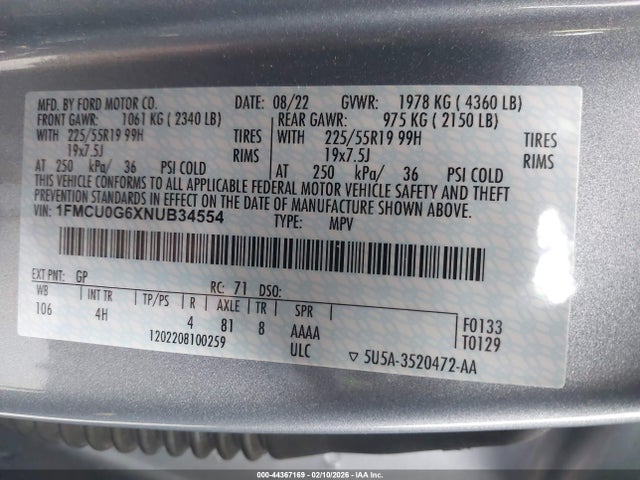 MFD. BY FORD MOTOR CO. DATE: 08/22 GVWR: 1978 KG ( 4360 LB)
FRONT GAWR: 1061 KG ( 2340 LB) REAR GAWR: 975 KG ( 2150 LB)
WITH 225/55R19 99H TIRES WITH 225/55R19 99H TIRES
19x7.5J RIMS 19x7.5J RIMS
AT 250 kPa/ 36 PSI COLD AT 250 kPa/ 36 PSI COLD
THIS VEHICLE CONFORMS TO ALL APPLICABLE FEDERAL MOTOR VEHICLE SAFETY AND THEFT
PREVENTION STANDARDS IN EFFECT ON THE DATE OF MANUFACTURE SHOWN ABOVE.
VIN: 1FMCU0G6XNUB34554 TYPE: MPV
EXT PNT: GP RC: 71 DSO:
WB INT TR TP/PS R AXLE TR SPR
106 4H 4 81 8 AAAA F0133
1202208100259 ULC T0129
▽ 5U5A-3520472-AA
000-44367169 - 02/10/2026 - IAAI.com